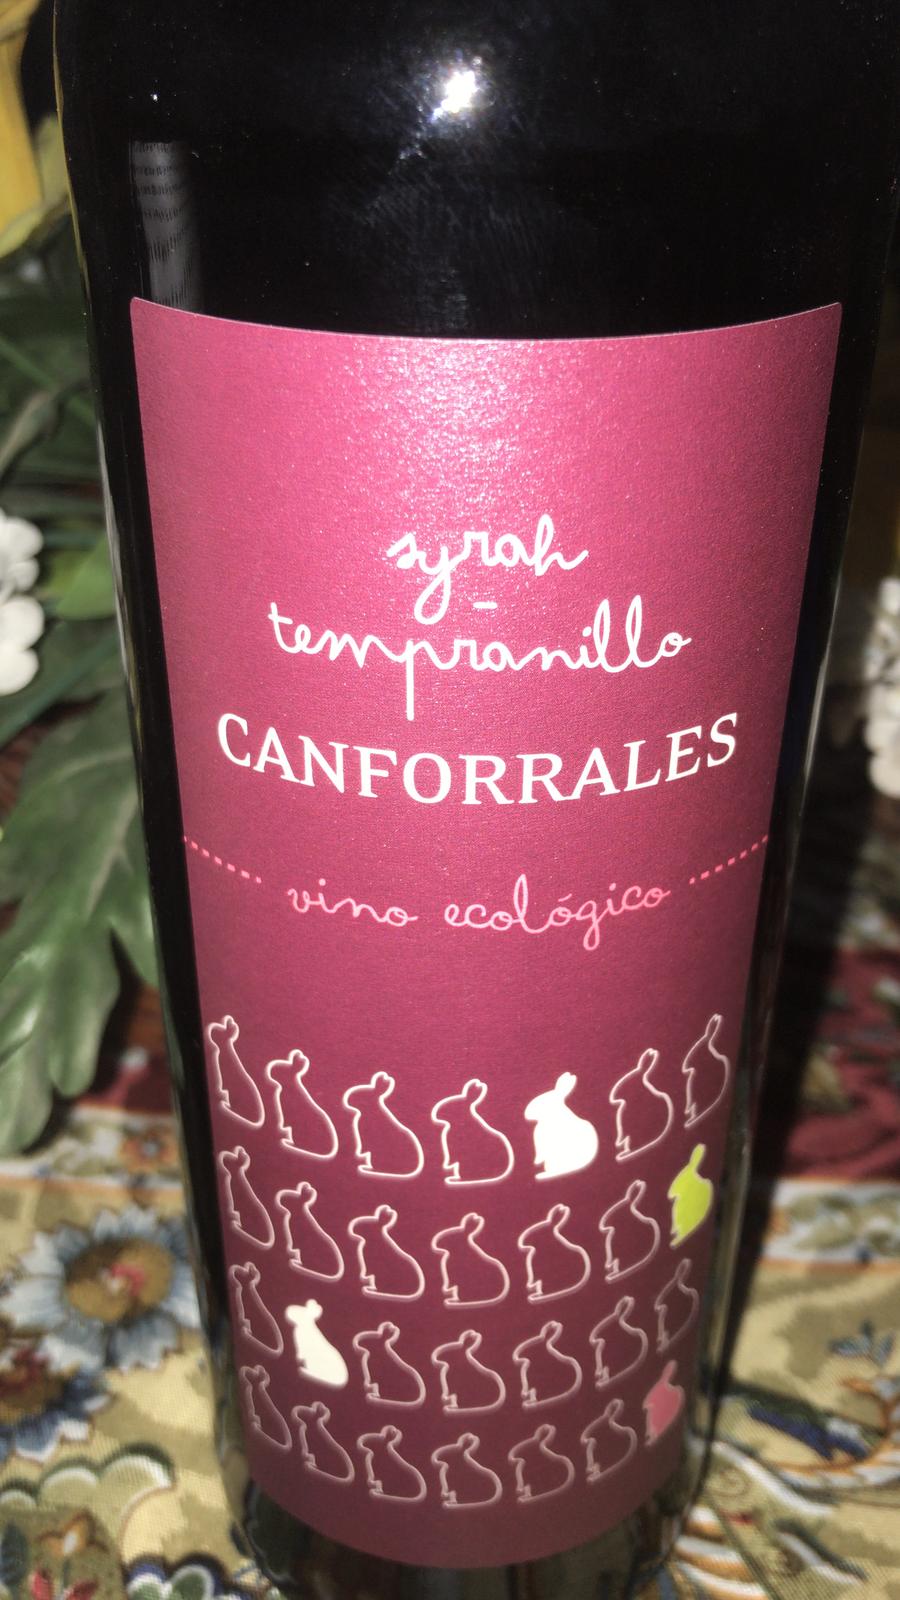 syrah
-
tempranillo
CANFORRALES
vino ecológico